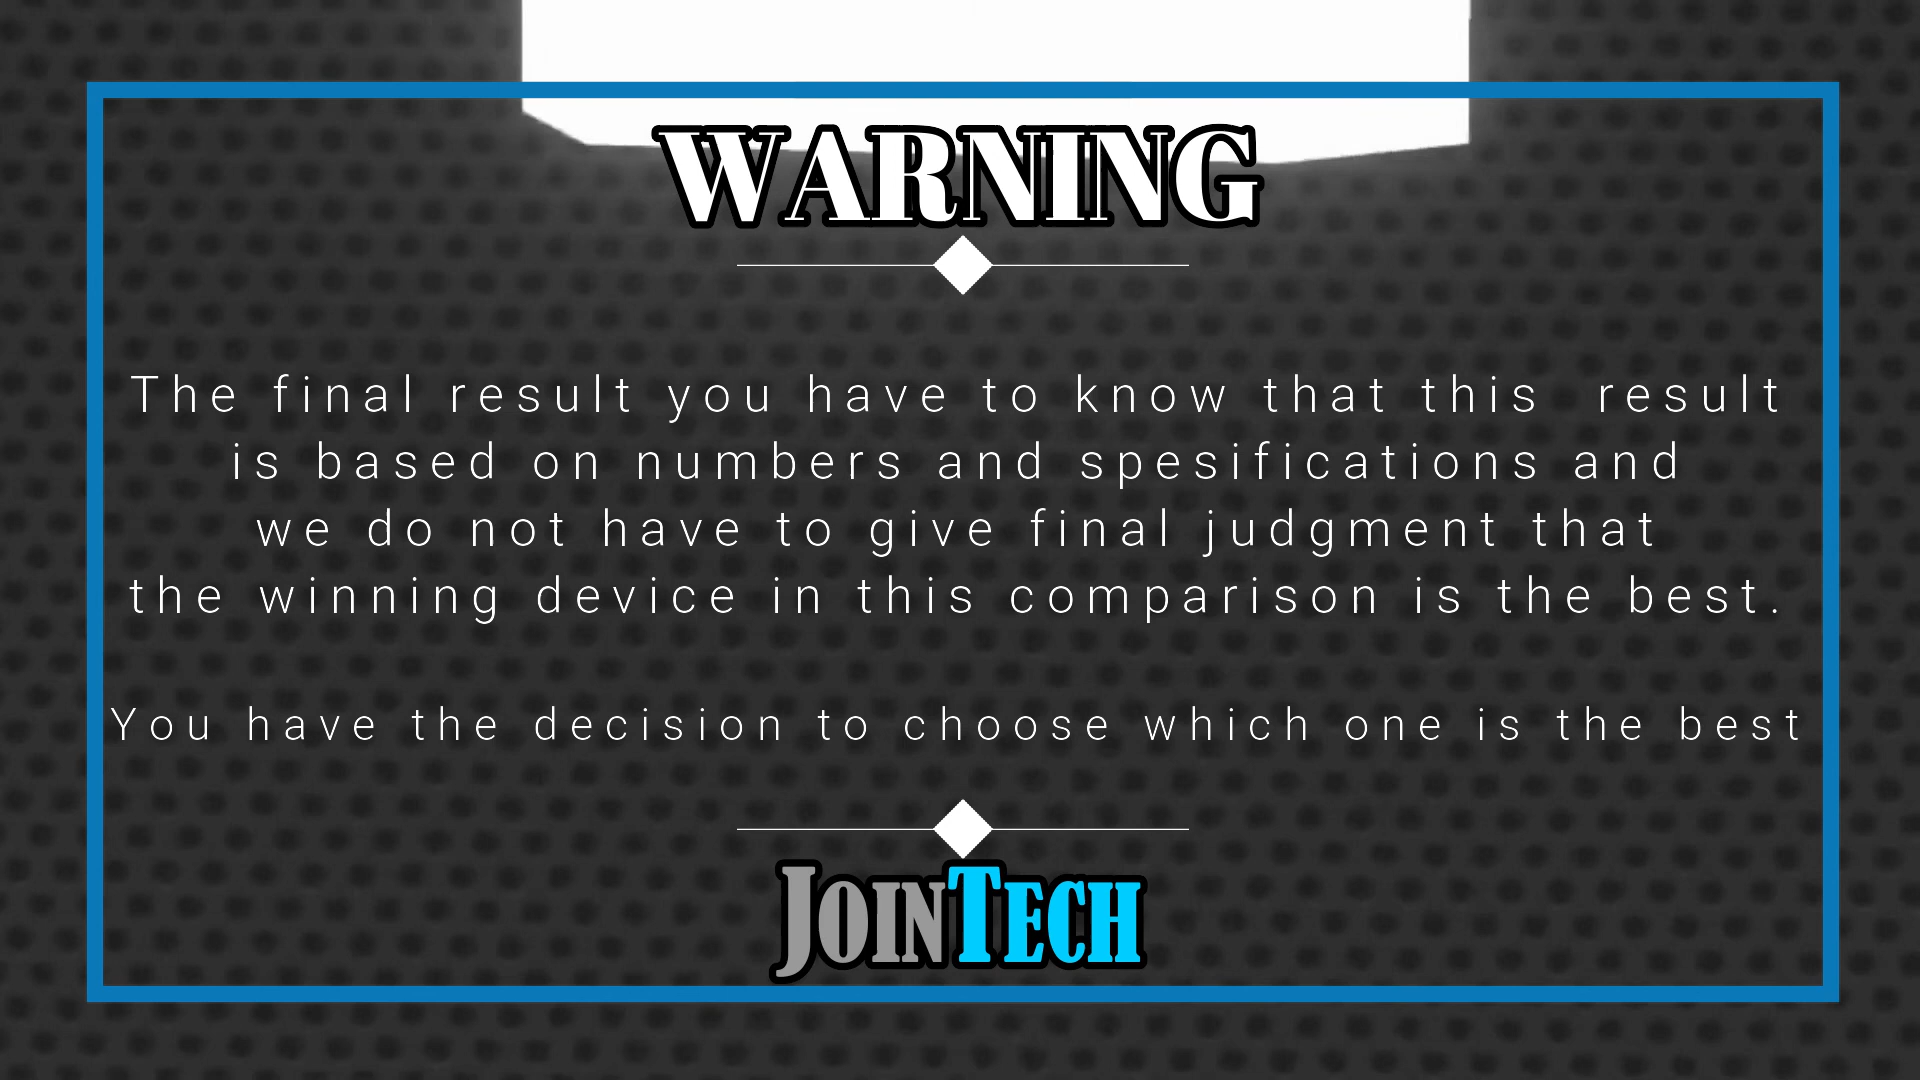 WARNING
The final result you have to know that this  result
is based on numbers and spesifications and
we do not have to give final judgment that
the winning device in this comparison is the best.
You have the decision to choose which one is the best
JOINTECH